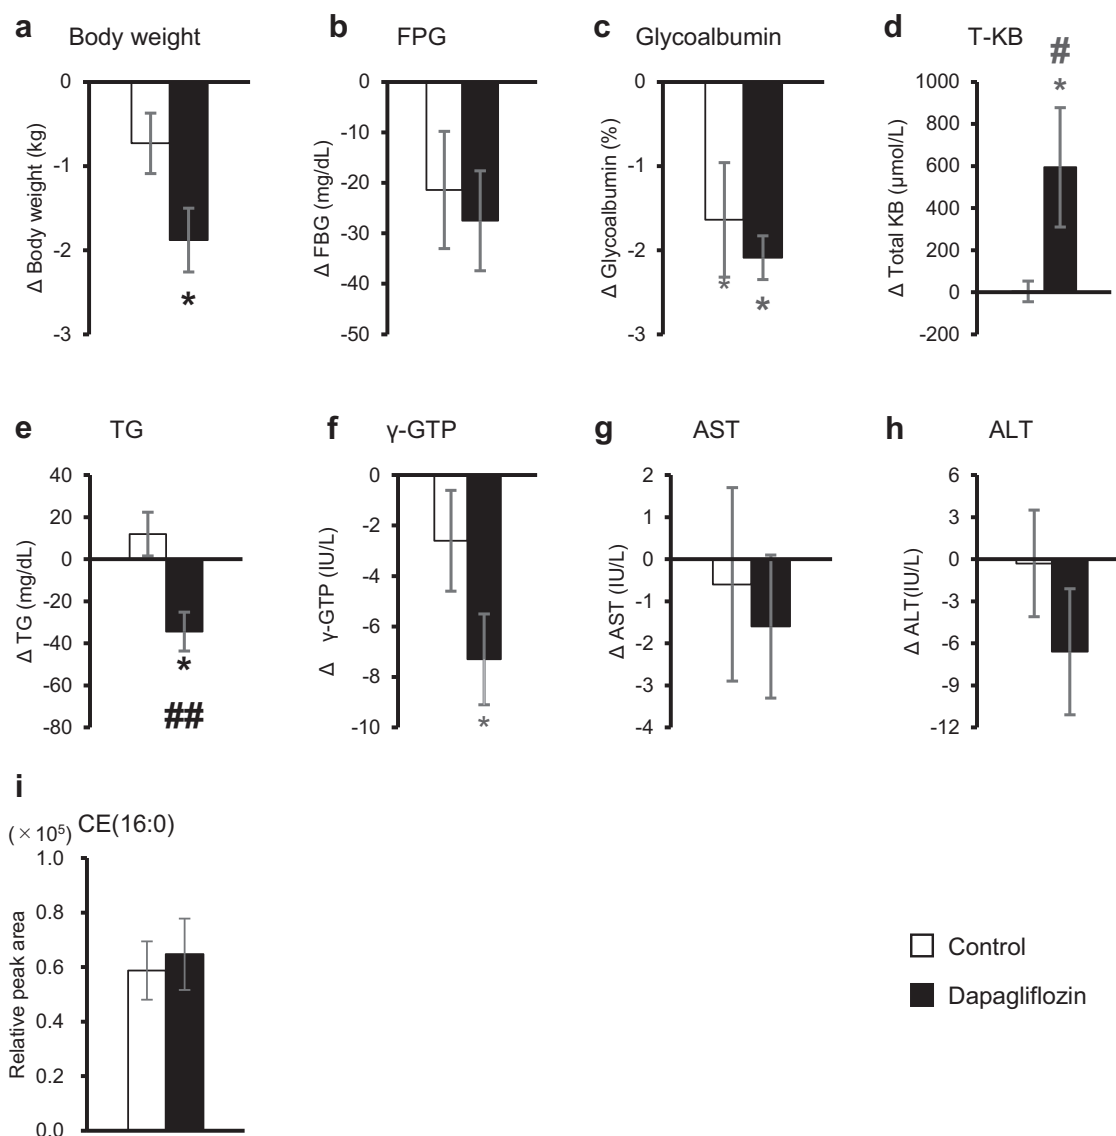 a Body weight
0
-1
-2
-3
Δ Body weight (kg)
*
b FPG
0
-10
-20
-30
-40
-50
Δ FBG (mg/dL)
c Glycoalbumin
0
-1
-2
-3
Δ Glycoalbumin (%)
*
*
d T-KB
#
*
1000
800
600
400
200
0
-200
Δ Total KB (μmol/L)
e TG
40
20
0
-20
-40
-60
-80
Δ TG (mg/dL)
*
##
f γ-GTP
0
-2
-4
-6
-8
-10
Δ γ-GTP (IU/L)
*
g AST
2
1
0
-1
-2
-3
-4
Δ AST (IU/L)
h ALT
6
3
0
-3
-6
-9
-12
Δ ALT(IU/L)
i
(×10⁵) CE(16:0)
1.0
0.8
0.6
0.4
0.2
0.0
Relative peak area
Control
Dapagliflozin